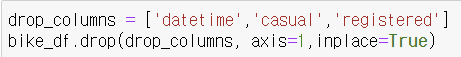 drop_columns = ['datetime','casual','registered']
bike_df.drop(drop_columns, axis=1,inplace=True)